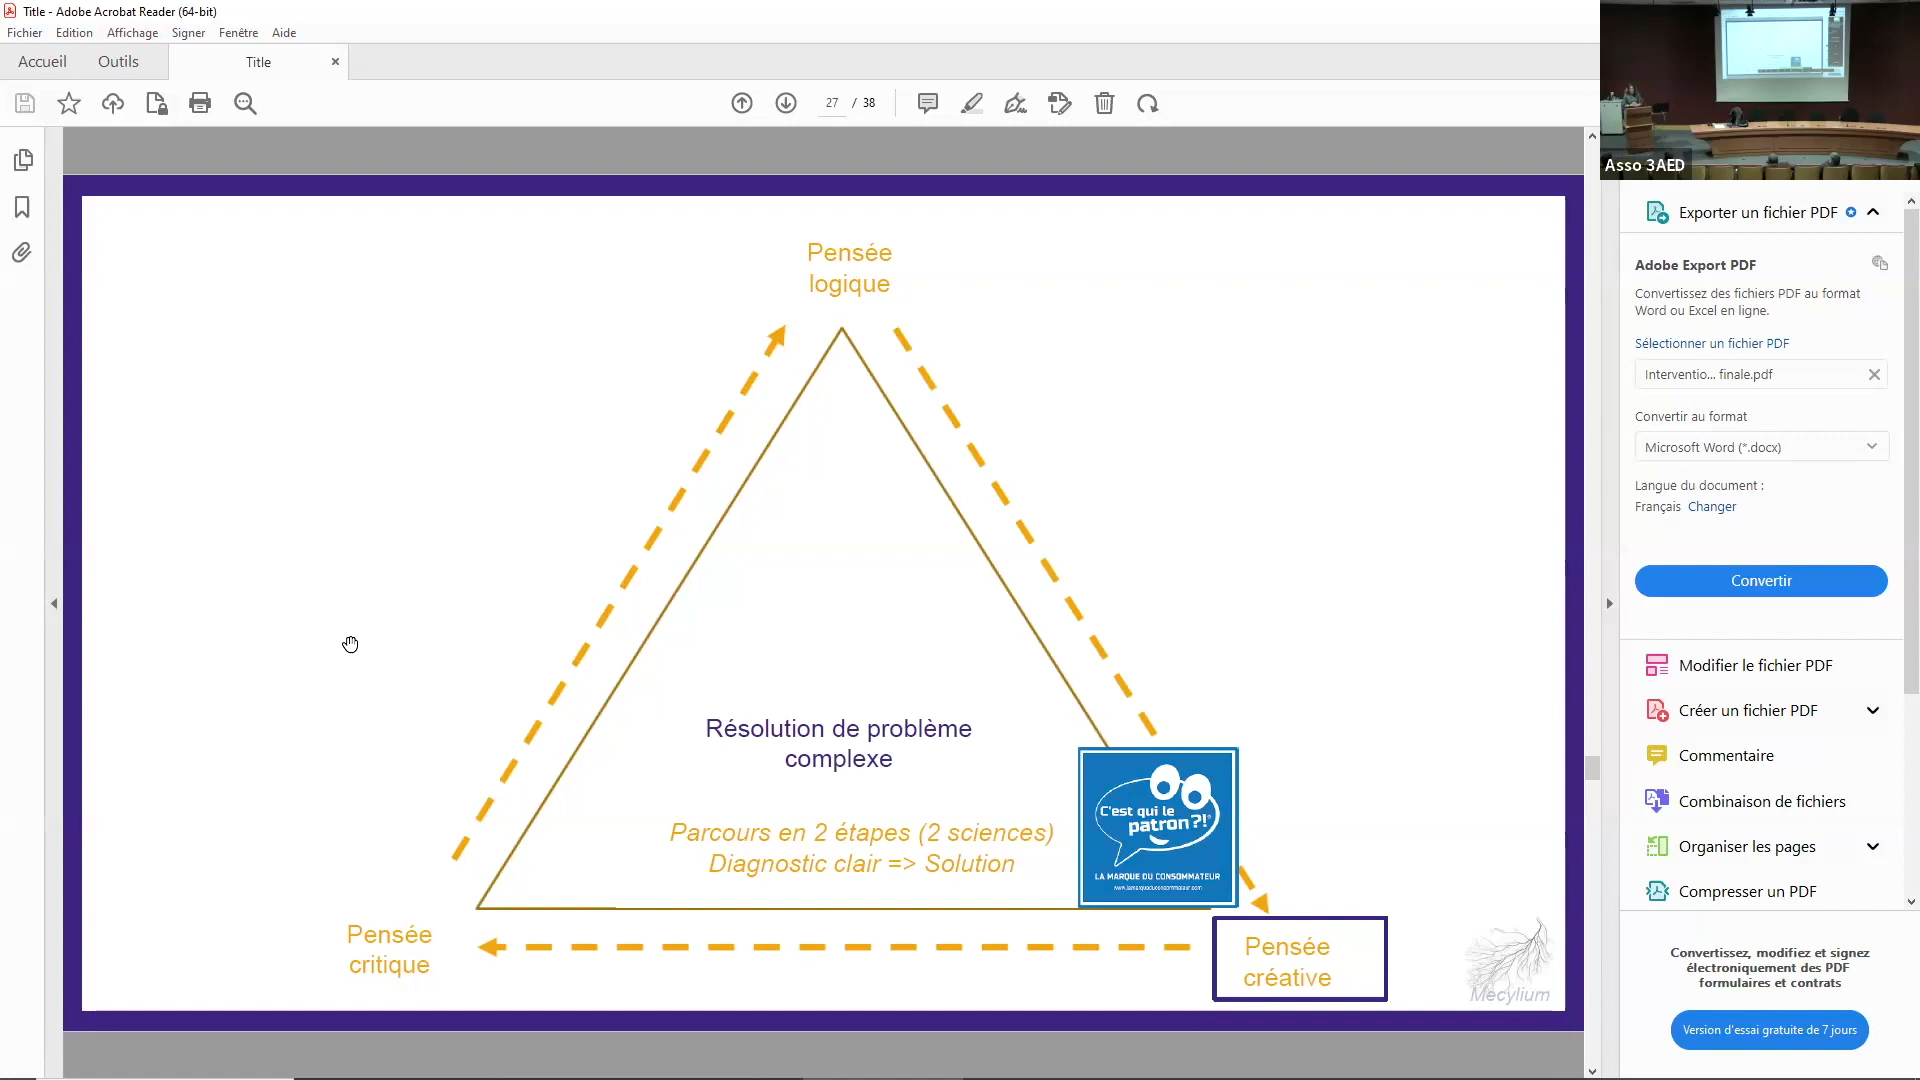 Title - Adobe Acrobat Reader (64-bit)
Fichier Edition Affichage Signer Fenêtre Aide
Accueil Outils Title
27 / 38
Asso 3AED
Pensée
logique
Résolution de problème
complexe
Parcours en 2 étapes (2 sciences)
Diagnostic clair => Solution
C'est qui le
patron ?!
LA MARQUE DU CONSOMMATEUR
www.lamarqueduconsommateur.com
Pensée
critique
Pensée
créative
Mecylium
Exporter un fichier PDF
Adobe Export PDF
Convertissez des fichiers PDF au format
Word ou Excel en ligne.
Sélectionner un fichier PDF
Interventio... finale.pdf
Convertir au format
Microsoft Word (*.docx)
Langue du document :
Français Changer
Convertir
Modifier le fichier PDF
Créer un fichier PDF
Commentaire
Combinaison de fichiers
Organiser les pages
Compresser un PDF
Convertissez, modifiez et signez
électroniquement des PDF
formulaires et contrats
Version d'essai gratuite de 7 jours